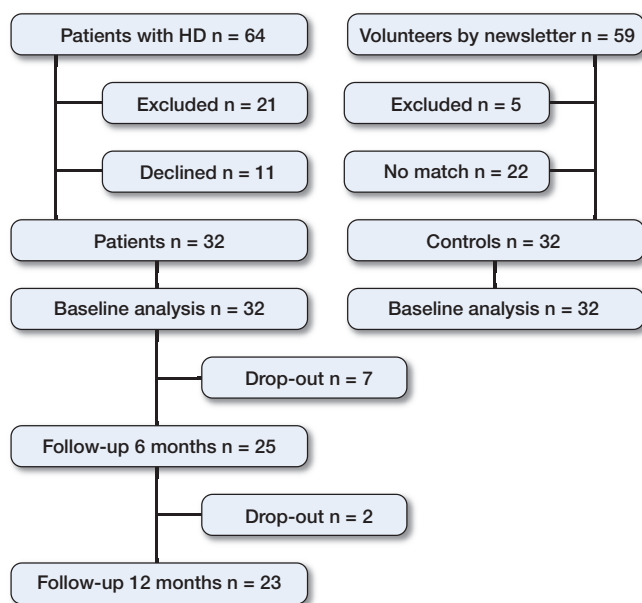 Patients with HD n = 64
Volunteers by newsletter n = 59
Excluded n = 21
Excluded n = 5
Declined n = 11
No match n = 22
Patients n = 32
Controls n = 32
Baseline analysis n = 32
Baseline analysis n = 32
Drop-out n = 7
Follow-up 6 months n = 25
Drop-out n = 2
Follow-up 12 months n = 23